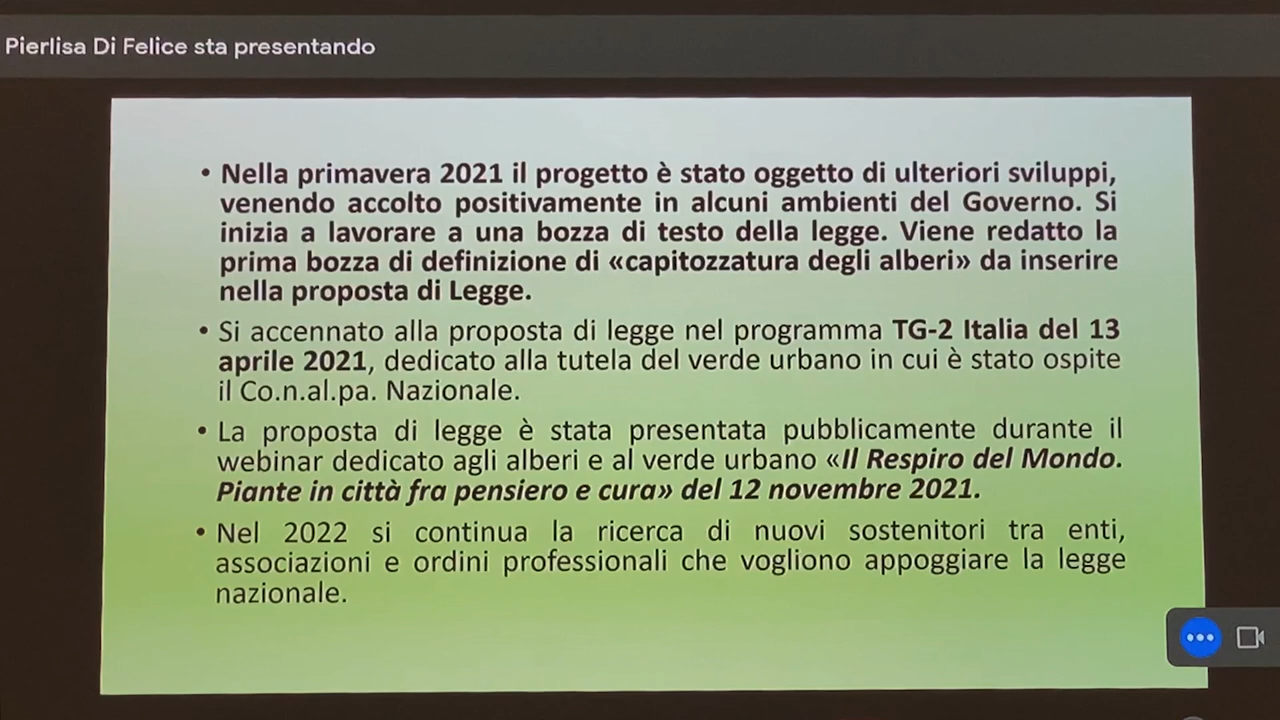 Pierlisa Di Felice sta presentando
• Nella primavera 2021 il progetto è stato oggetto di ulteriori sviluppi,
venendo accolto positivamente in alcuni ambienti del Governo. Si
inizia a lavorare a una bozza di testo della legge. Viene redatto la
prima bozza di definizione di «capitozzatura degli alberi» da inserire
nella proposta di Legge.
• Si accennato alla proposta di legge nel programma TG-2 Italia del 13
aprile 2021, dedicato alla tutela del verde urbano in cui è stato ospite
il Co.n.al.pa. Nazionale.
• La proposta di legge è stata presentata pubblicamente durante il
webinar dedicato agli alberi e al verde urbano «Il Respiro del Mondo.
Piante in città fra pensiero e cura» del 12 novembre 2021.
• Nel 2022 si continua la ricerca di nuovi sostenitori tra enti,
associazioni e ordini professionali che vogliono appoggiare la legge
nazionale.